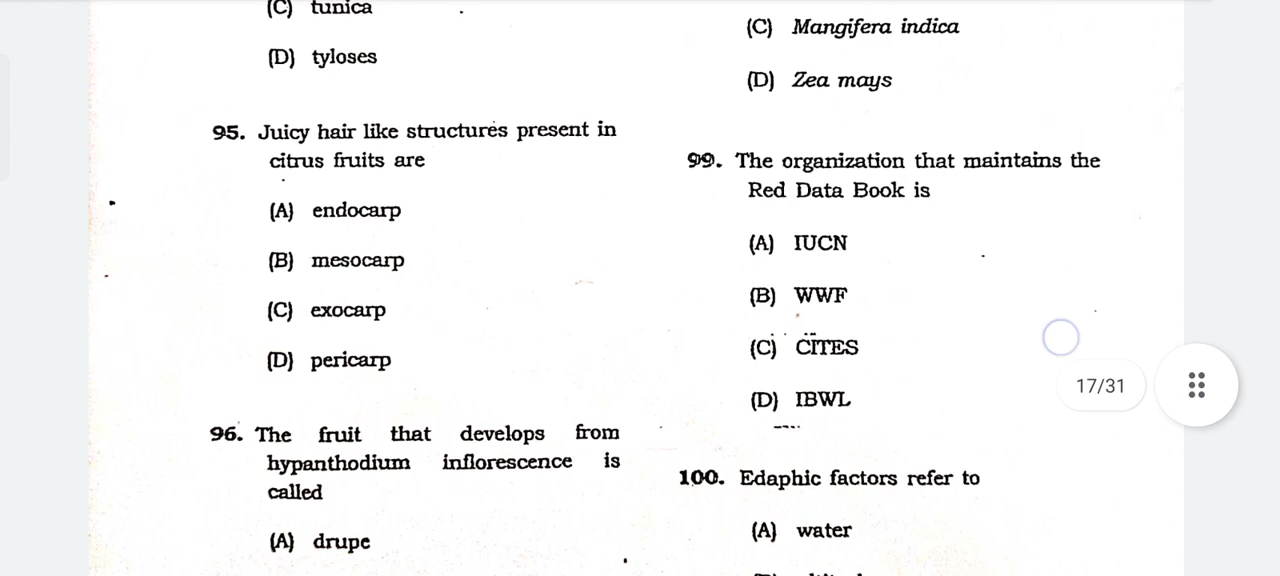 (C) tunica
(D) tyloses
95. Juicy hair like structures present in
citrus fruits are
(A) endocarp
(B) mesocarp
(C) exocarp
(D) pericarp
96. The fruit that develops from
hypanthodium inflorescence is
called
(A) drupe
(C) Mangifera indica
(D) Zea mays
99. The organization that maintains the
Red Data Book is
(A) IUCN
(B) WWF
(C) CITES
(D) IBWL
100. Edaphic factors refer to
(A) water
17/31